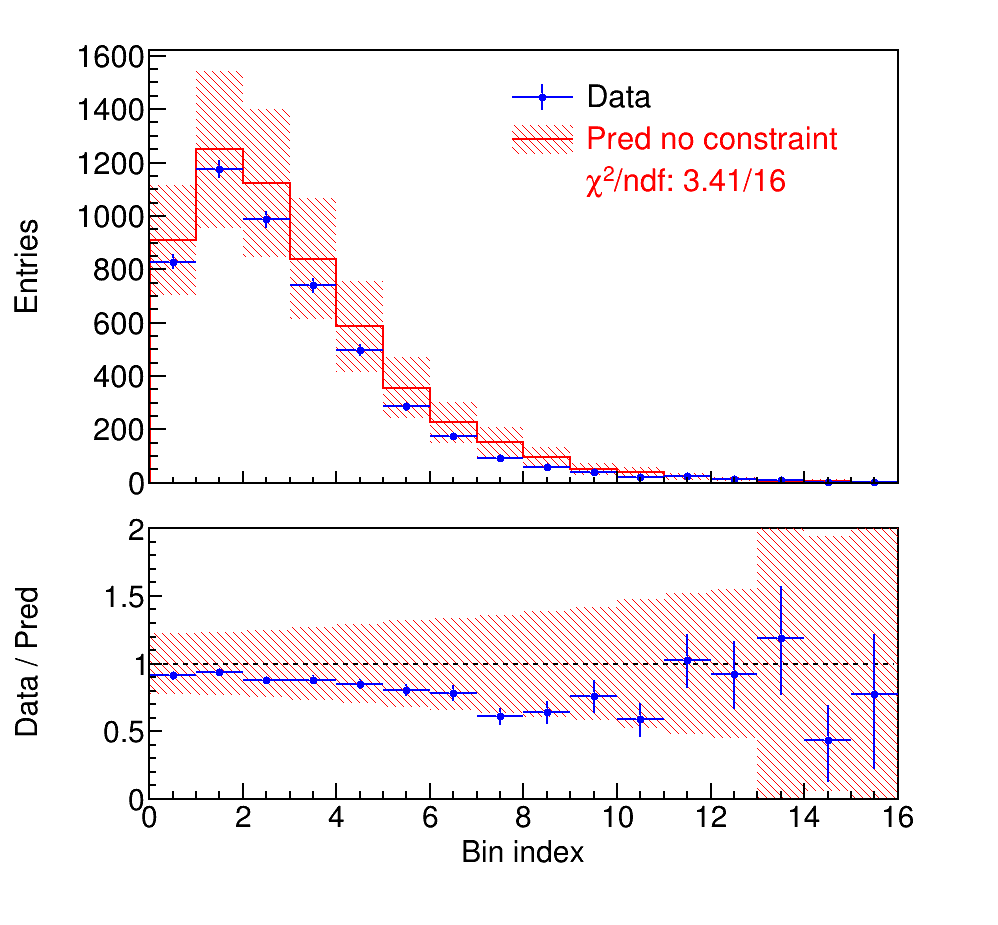 1600
1400
1200
1000
800
600
400
200
0
Entries
Data
Pred no constraint
χ²/ndf: 3.41/16
2
1.5
1
0.5
0
Data / Pred
0 2 4 6 8 10 12 14 16
Bin index